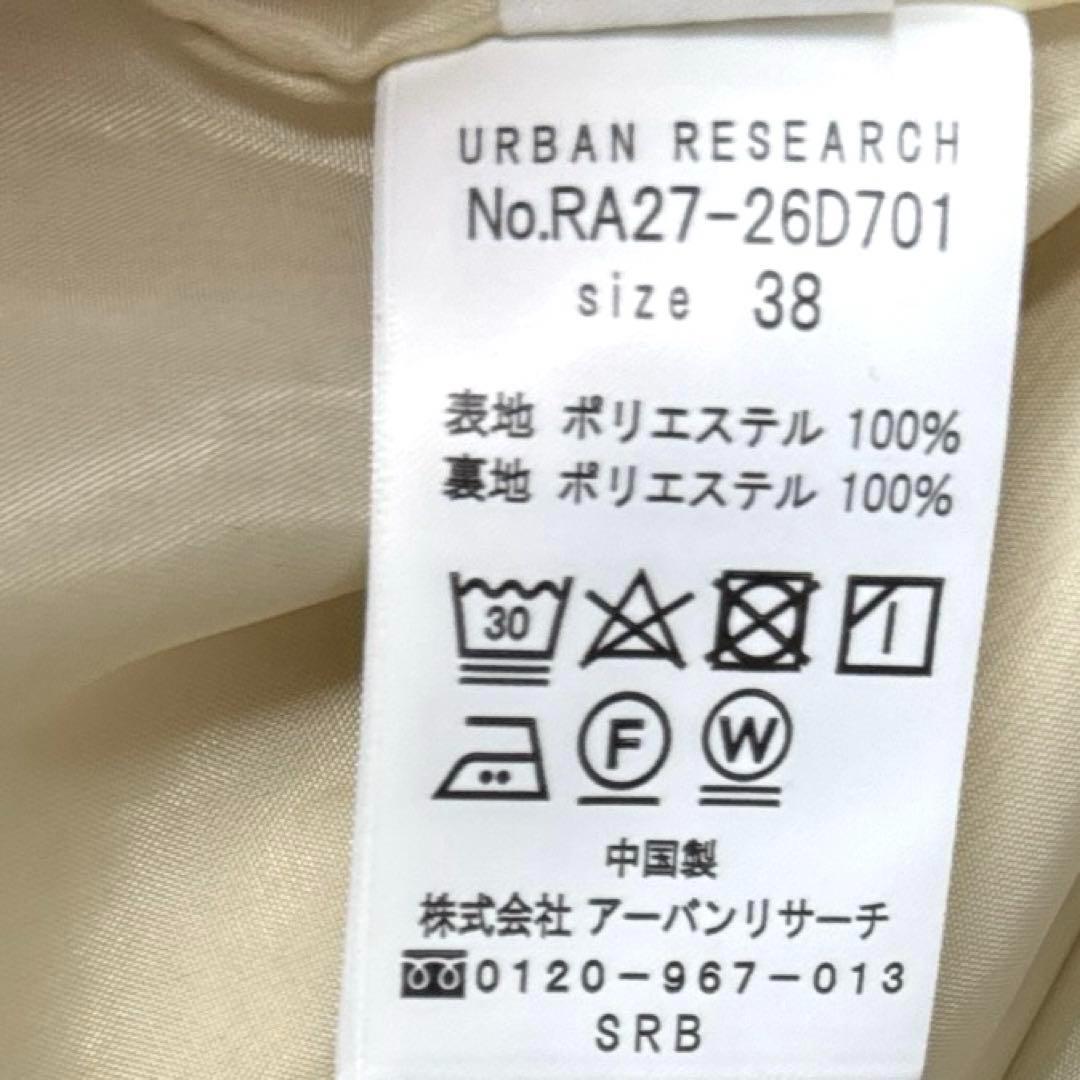 URBAN RESEARCH
No.RA27-26D701
size 38
表地 ポリエステル 100%
裏地 ポリエステル 100%
30
F W
中国製
株式会社 アーバンリサーチ
0120-967-013
SRB